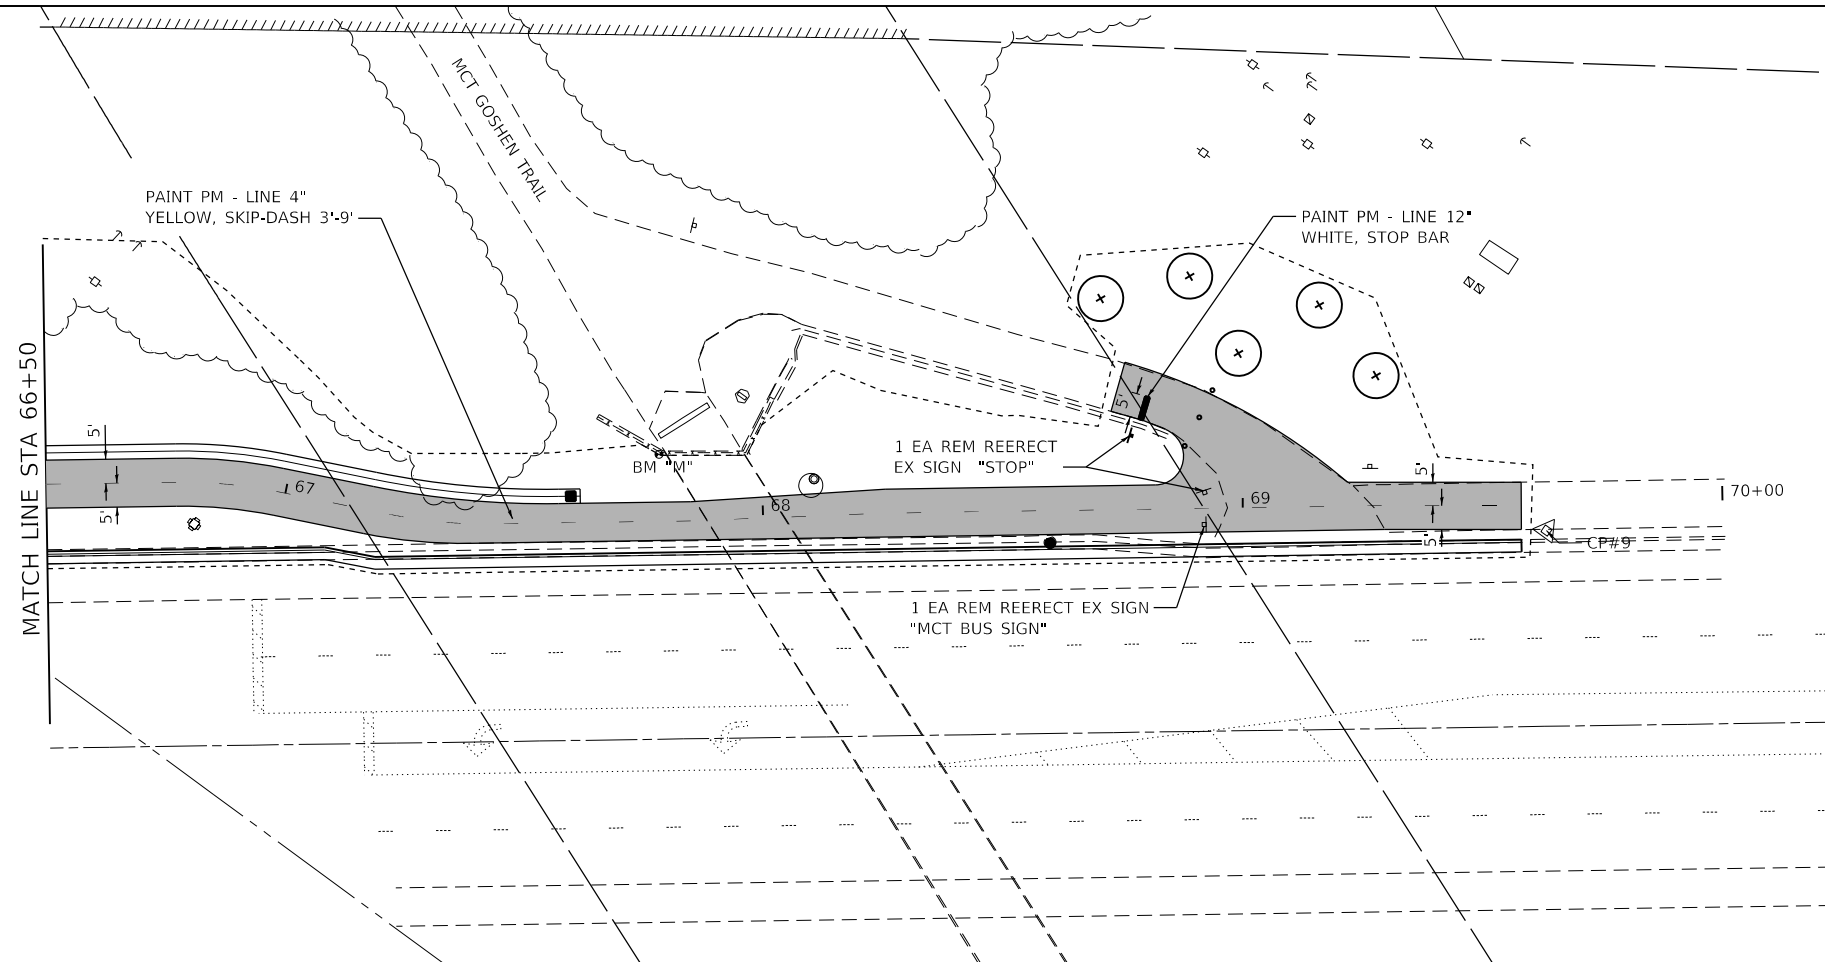 MCT GOSHEN TRAIL
PAINT PM - LINE 4"
YELLOW, SKIP-DASH 3'-9'
PAINT PM - LINE 12"
WHITE, STOP BAR
MATCH LINE STA 66+50
5'
5'
67
BM "M"
68
1 EA REM REERECT
EX SIGN "STOP"
5'
69
5'
5'
70+00
CP#9
1 EA REM REERECT EX SIGN
"MCT BUS SIGN"